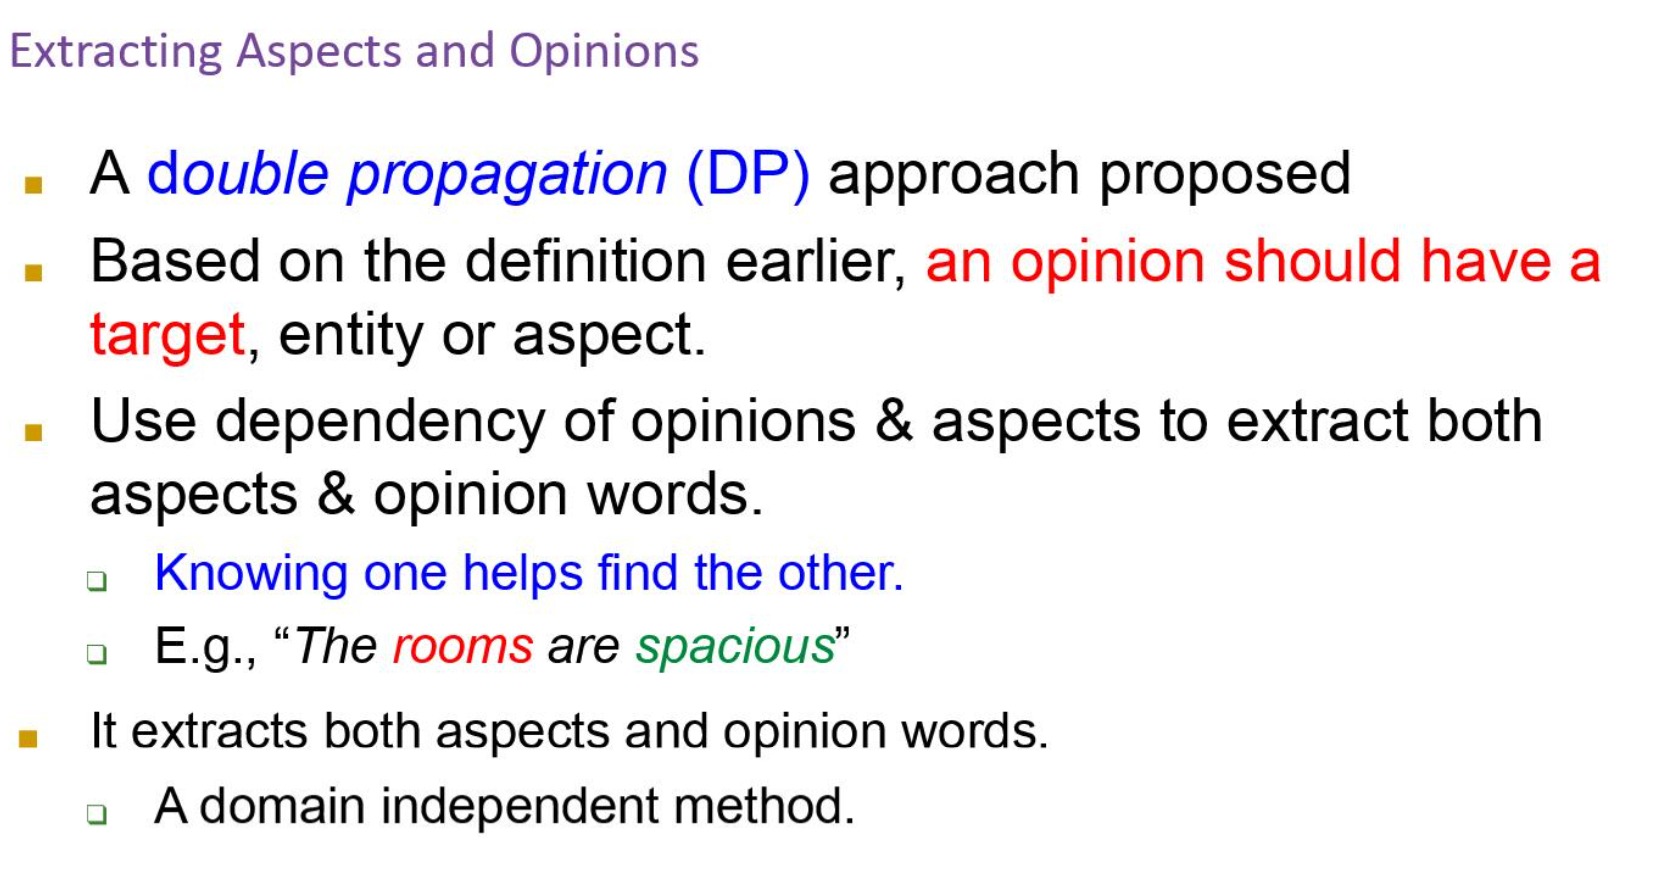 Extracting Aspects and Opinions
A double propagation (DP) approach proposed
Based on the definition earlier, an opinion should have a
target, entity or aspect.
Use dependency of opinions & aspects to extract both
aspects & opinion words.
Knowing one helps find the other.
E.g., “The rooms are spacious”
It extracts both aspects and opinion words.
A domain independent method.